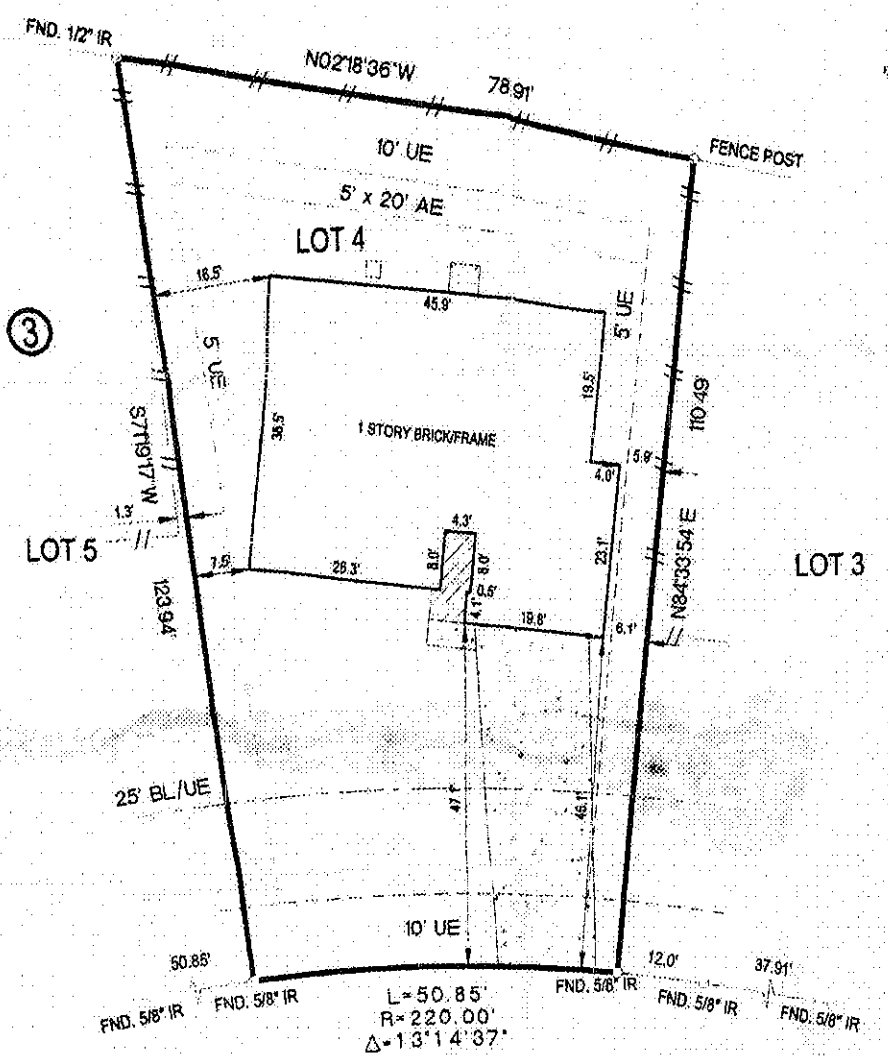 FND. 1/2" IR
N02°18'36"W
78.91'
10' UE
FENCE POST
5' x 20' AE
LOT 4
16.5'
45.9'
5' UE
3
5' UE
19.5'
110.49'
S71°19'17"W
38.5'
1 STORY BRICK/FRAME
4.0'
5.9'
1.3'
4.3'
23.1'
LOT 5
7.5'
26.3'
8.0'
8.0'
0.5'
N84°33'54"E
LOT 3
123.94'
4.1'
19.8'
6.1'
25' BL/UE
47.1'
46.1'
10' UE
50.85'
12.0'
37.91'
FND. 5/8" IR
FND. 5/8" IR
L=50.85'
FND. 5/8" IR
FND. 5/8" IR
FND. 5/8" IR
R=220.00'
Δ=13°14'37"